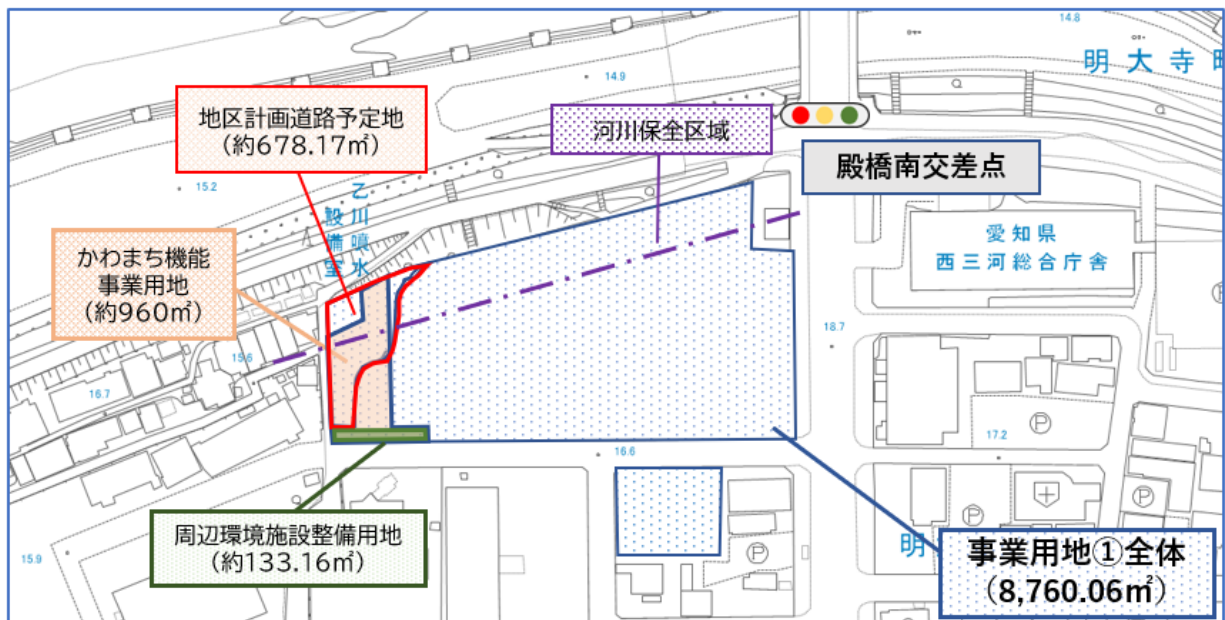 14.8
明大寺町
14.9
地区計画道路予定地
(約678.17㎡)
河川保全区域
殿橋南交差点
15.2
乙川噴水
設備室
愛知県
西三河総合庁舎
かわまち機能
事業用地
(約960㎡)
15.6
18.7
16.7
17.2
16.6
周辺環境施設整備用地
(約133.16㎡)
15.9
P
P
P
P
明
事業用地①全体
(8,760.06㎡)